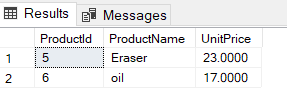 Results Messages
ProductId ProductName UnitPrice
1 5 Eraser 23.0000
2 6 oil 17.0000